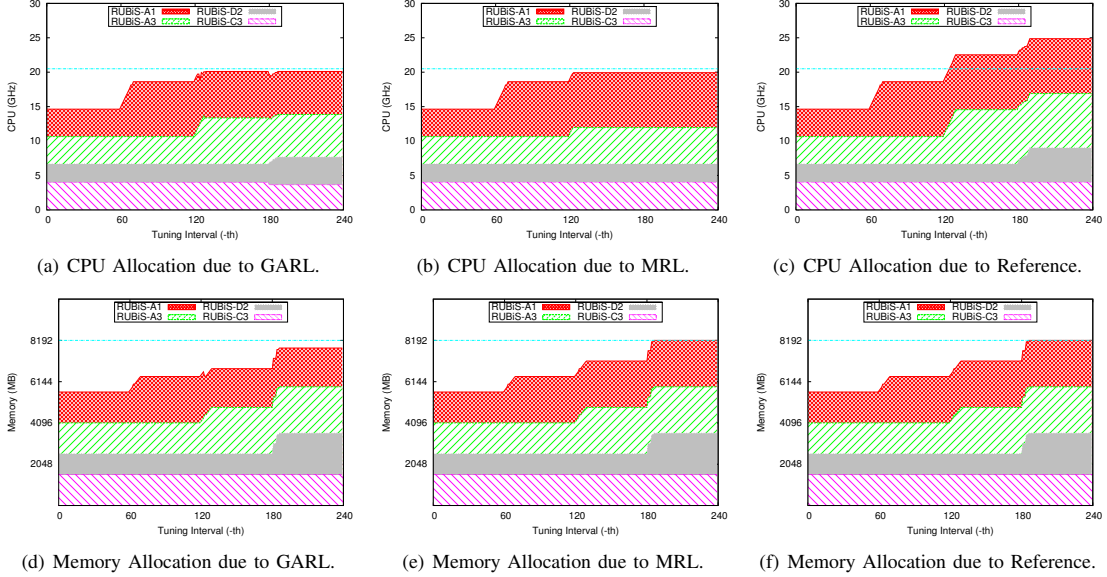 RUBiS-A1 RUBiS-D2
RUBiS-A3 RUBiS-C3
30
25
20
15
10
5
0
CPU (GHz)
0 60 120 180 240
Tuning Interval (-th)
(a) CPU Allocation due to GARL.
RUBiS-A1 RUBiS-D2
RUBiS-A3 RUBiS-C3
30
25
20
15
10
5
0
CPU (GHz)
0 60 120 180 240
Tuning Interval (-th)
(b) CPU Allocation due to MRL.
RUBiS-A1 RUBiS-D2
RUBiS-A3 RUBiS-C3
30
25
20
15
10
5
0
CPU (GHz)
0 60 120 180 240
Tuning Interval (-th)
(c) CPU Allocation due to Reference.
RUBiS-A1 RUBiS-D2
RUBiS-A3 RUBiS-C3
8192
6144
4096
2048
Memory (MB)
0 60 120 180 240
Tuning Interval (-th)
(d) Memory Allocation due to GARL.
RUBiS-A1 RUBiS-D2
RUBiS-A3 RUBiS-C3
8192
6144
4096
2048
Memory (MB)
0 60 120 180 240
Tuning Interval (-th)
(e) Memory Allocation due to MRL.
RUBiS-A1 RUBiS-D2
RUBiS-A3 RUBiS-C3
8192
6144
4096
2048
Memory (MB)
0 60 120 180 240
Tuning Interval (-th)
(f) Memory Allocation due to Reference.